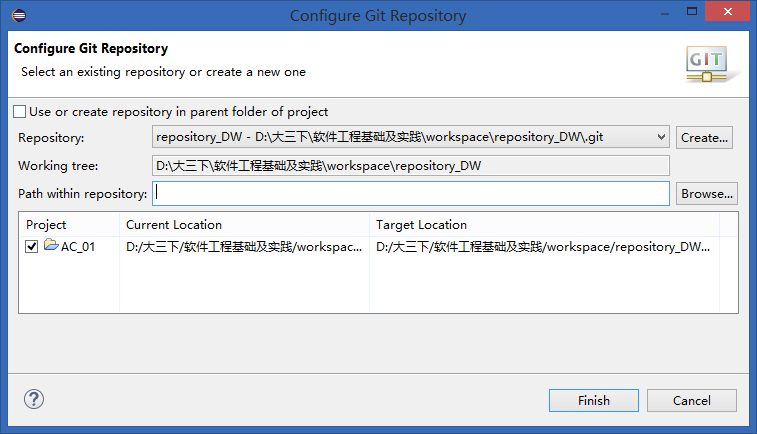 Configure Git Repository
Configure Git Repository
Select an existing repository or create a new one
GIT
Use or create repository in parent folder of project
Repository: repository_DW - D:\大三下\软件工程基础及实践\workspace\repository_DW\.git Create...
Working tree: D:\大三下\软件工程基础及实践\workspace\repository_DW
Path within repository: Browse...
Project Current Location Target Location
AC_01 D:/大三下/软件工程基础及实践/workspac... D:/大三下/软件工程基础及实践/workspace/repository_DW...
? Finish Cancel